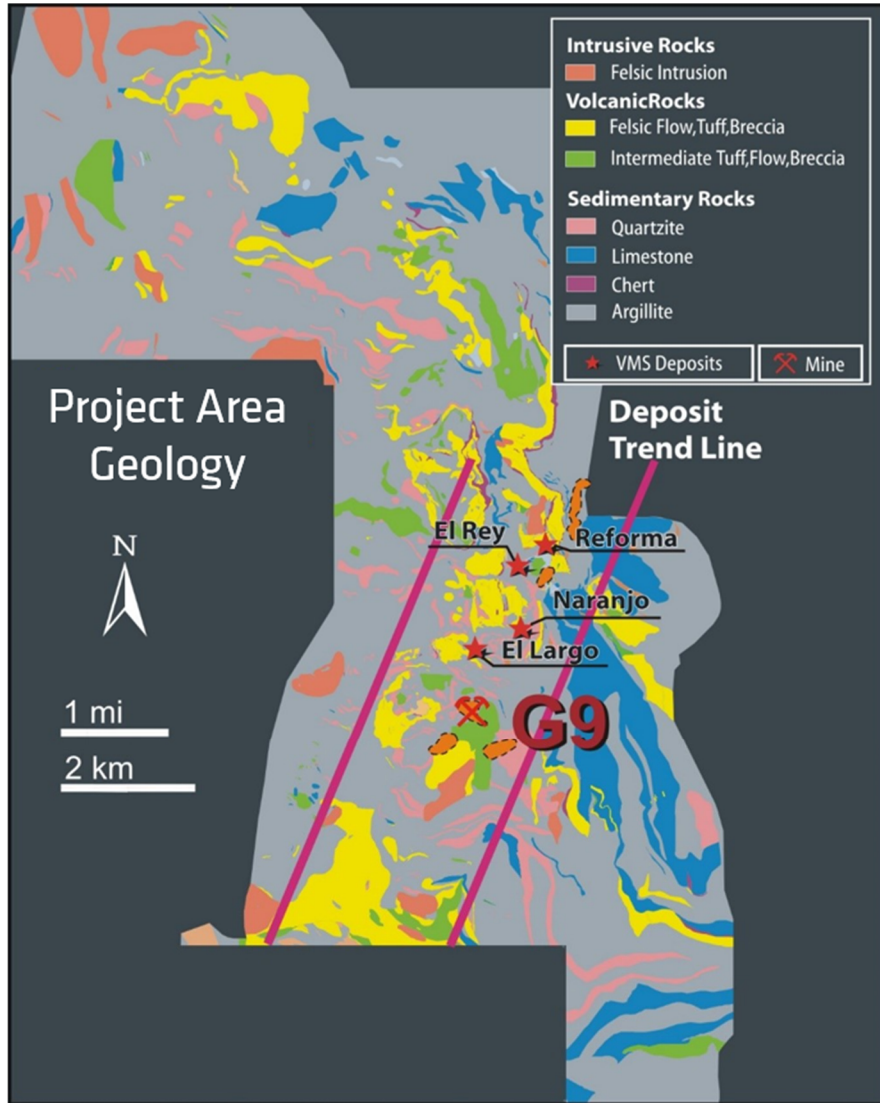 Intrusive Rocks
Felsic Intrusion
VolcanicRocks
Felsic Flow,Tuff,Breccia
Intermediate Tuff,Flow,Breccia
Sedimentary Rocks
Quartzite
Limestone
Chert
Argillite
VMS Deposits
Mine
Project Area
Geology
Deposit
Trend Line
N
El Rey
Reforma
Naranjo
El Largo
G9
1 mi
2 km